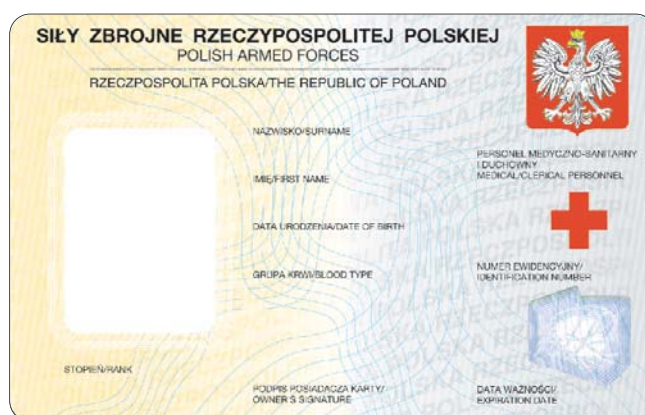 SIŁY ZBROJNE RZECZYPOSPOLITEJ POLSKIEJ
POLISH ARMED FORCES
RZECZPOSPOLITA POLSKA/THE REPUBLIC OF POLAND
NAZWISKO/SURNAME
IMIĘ/FIRST NAME
DATA URODZENIA/DATE OF BIRTH
GRUPA KRWI/BLOOD TYPE
STOPIEŃ/RANK
PODPIS POSIADACZA KARTY/
OWNER'S SIGNATURE
PERSONEL MEDYCZNO-SANITARNY
I DUCHOWNY
MEDICAL/CLERICAL PERSONNEL
NUMER EWIDENCYJNY/
IDENTIFICATION NUMBER
DATA WAŻNOŚCI/
EXPIRATION DATE